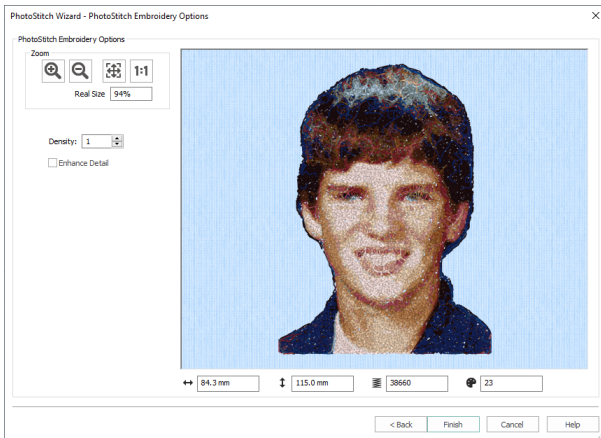 PhotoStitch Wizard - PhotoStitch Embroidery Options
PhotoStitch Embroidery Options
Zoom
1:1
Real Size 94%
Density: 1
Enhance Detail
84.3 mm 115.0 mm 38660 23
< Back Finish Cancel Help